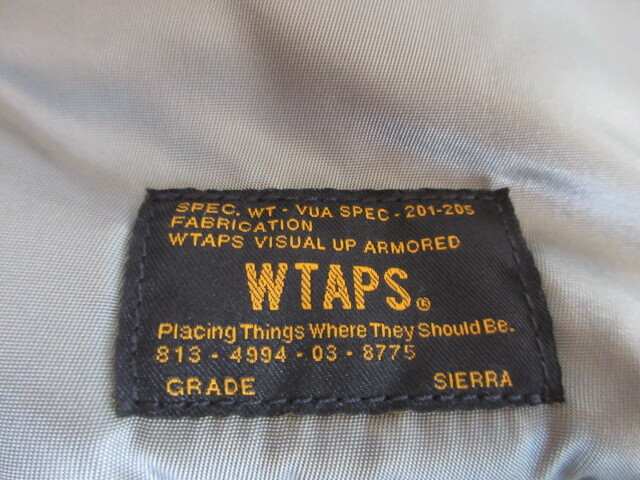 SPEC. WT - VUA SPEC - 201-205
FABRICATION
WTAPS VISUAL UP ARMORED
WTAPS®
Placing Things Where They Should Be.
813 - 4994 - 03 - 8775
GRADE SIERRA